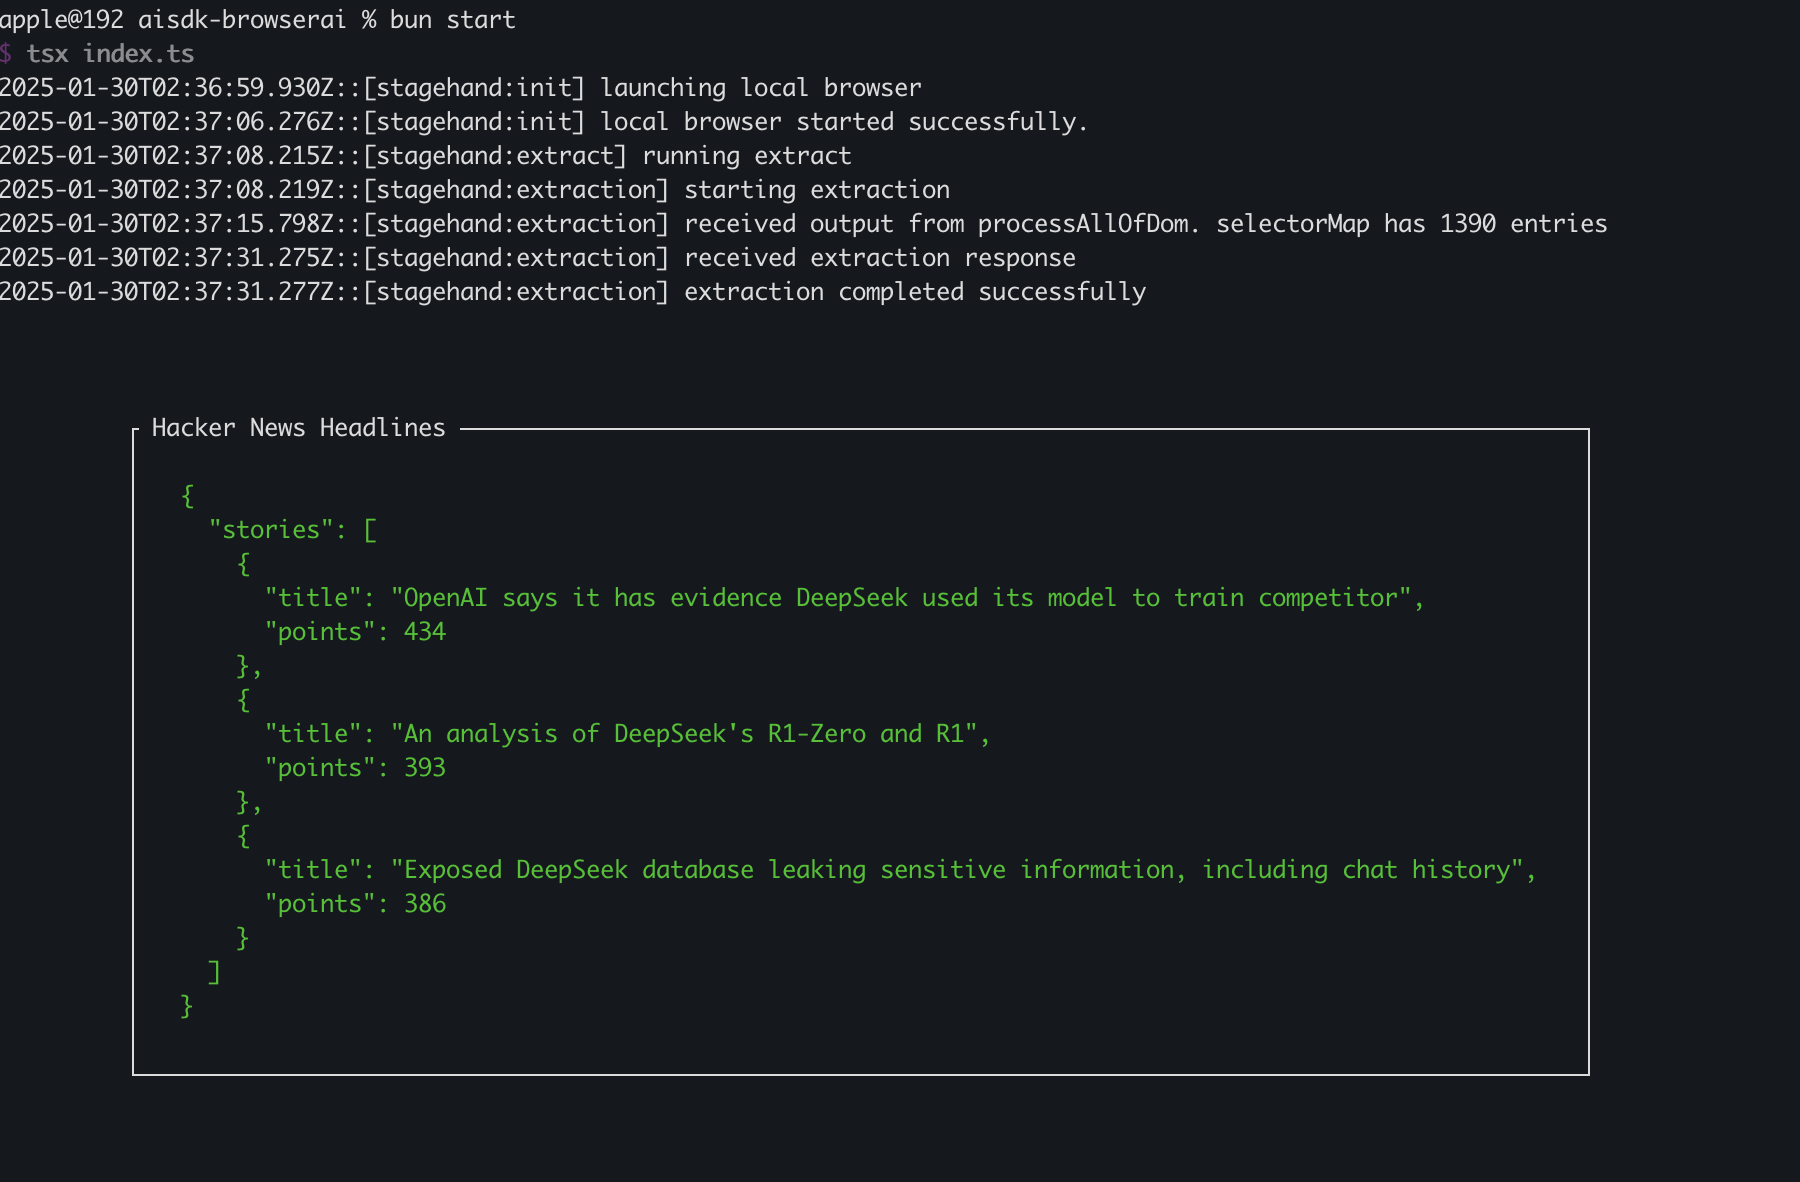 apple@192 aisdk-browserai % bun start
$ tsx index.ts
2025-01-30T02:36:59.930Z::[stagehand:init] launching local browser
2025-01-30T02:37:06.276Z::[stagehand:init] local browser started successfully.
2025-01-30T02:37:08.215Z::[stagehand:extract] running extract
2025-01-30T02:37:08.219Z::[stagehand:extraction] starting extraction
2025-01-30T02:37:15.798Z::[stagehand:extraction] received output from processAllOfDom. selectorMap has 1390 entries
2025-01-30T02:37:31.275Z::[stagehand:extraction] received extraction response
2025-01-30T02:37:31.277Z::[stagehand:extraction] extraction completed successfully
Hacker News Headlines
{
  "stories": [
    {
      "title": "OpenAI says it has evidence DeepSeek used its model to train competitor",
      "points": 434
    },
    {
      "title": "An analysis of DeepSeek's R1-Zero and R1",
      "points": 393
    },
    {
      "title": "Exposed DeepSeek database leaking sensitive information, including chat history",
      "points": 386
    }
  ]
}